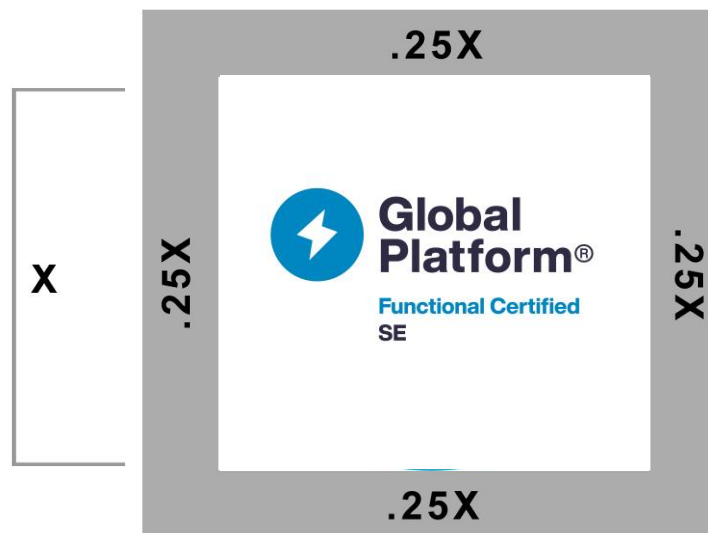 .25X
X
.25X
Global
Platform®
Functional Certified
SE
.25X
.25X